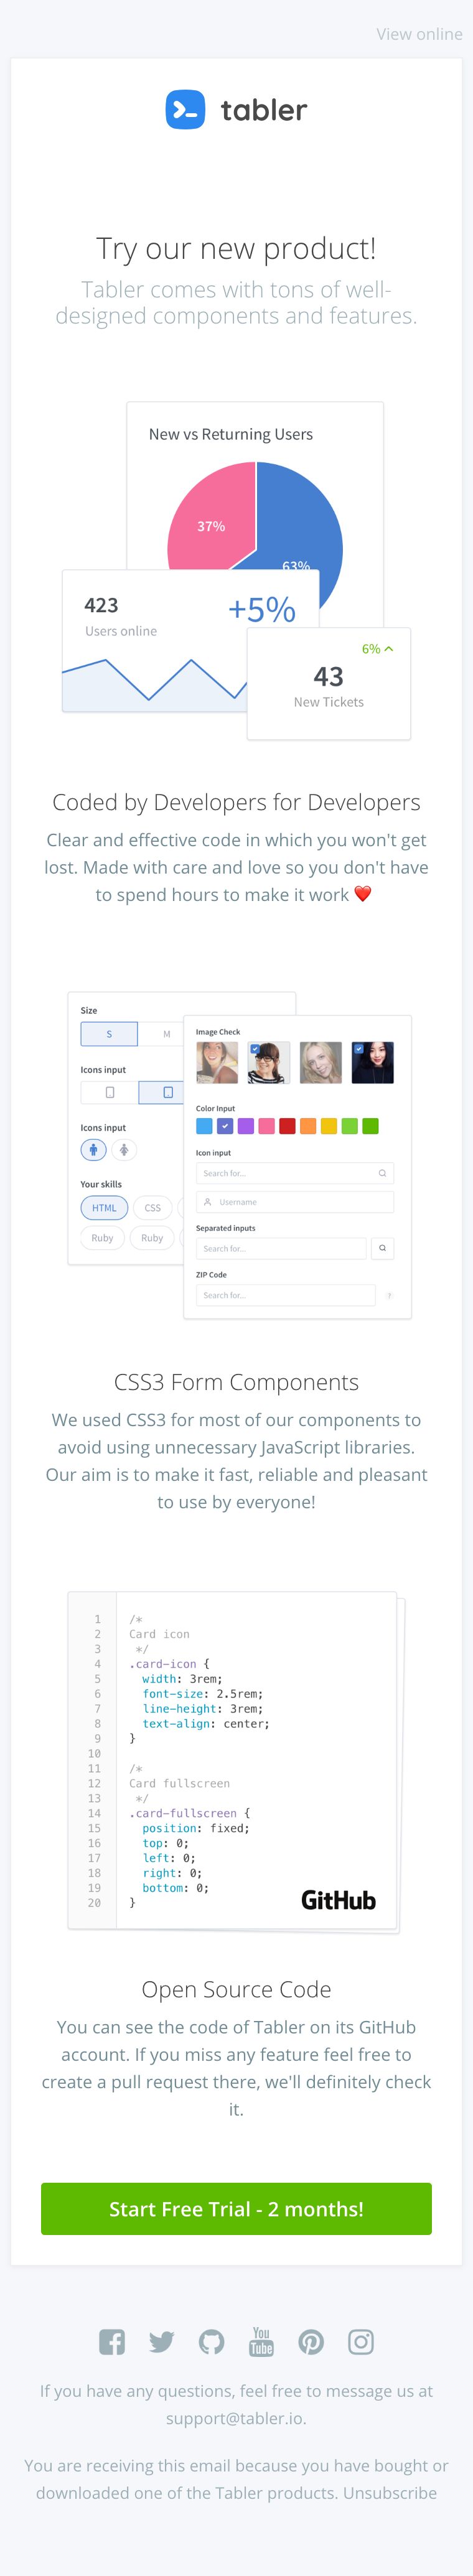 View online
tabler
Try our new product!
Tabler comes with tons of well-
designed components and features.
New vs Returning Users
37%
63%
423
Users online
+5%
6%
43
New Tickets
Coded by Developers for Developers
Clear and effective code in which you won't get
lost. Made with care and love so you don't have
to spend hours to make it work ❤️
Size
S
M
Icons input
Icons input
Your skills
HTML
CSS
Ruby
Ruby
Image Check
Color Input
Icon input
Search for...
Username
Separated inputs
Search for...
ZIP Code
Search for...
?
CSS3 Form Components
We used CSS3 for most of our components to
avoid using unnecessary JavaScript libraries.
Our aim is to make it fast, reliable and pleasant
to use by everyone!
1 /*
2 Card icon
3 */
4 .card-icon {
5 width: 3rem;
6 font-size: 2.5rem;
7 line-height: 3rem;
8 text-align: center;
9 }
10
11 /*
12 Card fullscreen
13 */
14 .card-fullscreen {
15 position: fixed;
16 top: 0;
17 left: 0;
18 right: 0;
19 bottom: 0;
20 }
GitHub
Open Source Code
You can see the code of Tabler on its GitHub
account. If you miss any feature feel free to
create a pull request there, we'll definitely check
it.
Start Free Trial - 2 months!
You
Tube
If you have any questions, feel free to message us at
support@tabler.io.
You are receiving this email because you have bought or
downloaded one of the Tabler products. Unsubscribe